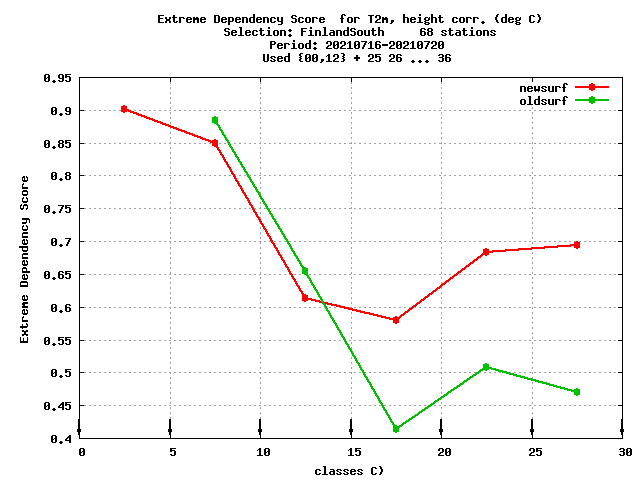 Extreme Dependency Score  for T2m, height corr. (deg C)
Selection: FinlandSouth     68 stations
Period: 20210716-20210720
Used {00,12} + 25 26 ... 36
newsurf
oldsurf
0.95
0.9
0.85
0.8
0.75
0.7
0.65
0.6
0.55
0.5
0.45
0.4
Extreme Dependency Score
0 5 10 15 20 25 30
classes C)